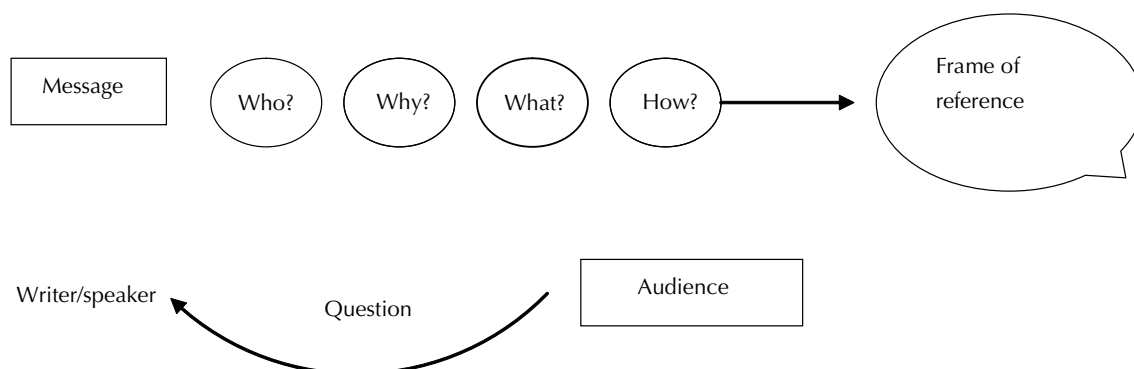 Message
Who?
Why?
What?
How?
Frame of
reference
Writer/speaker
Question
Audience